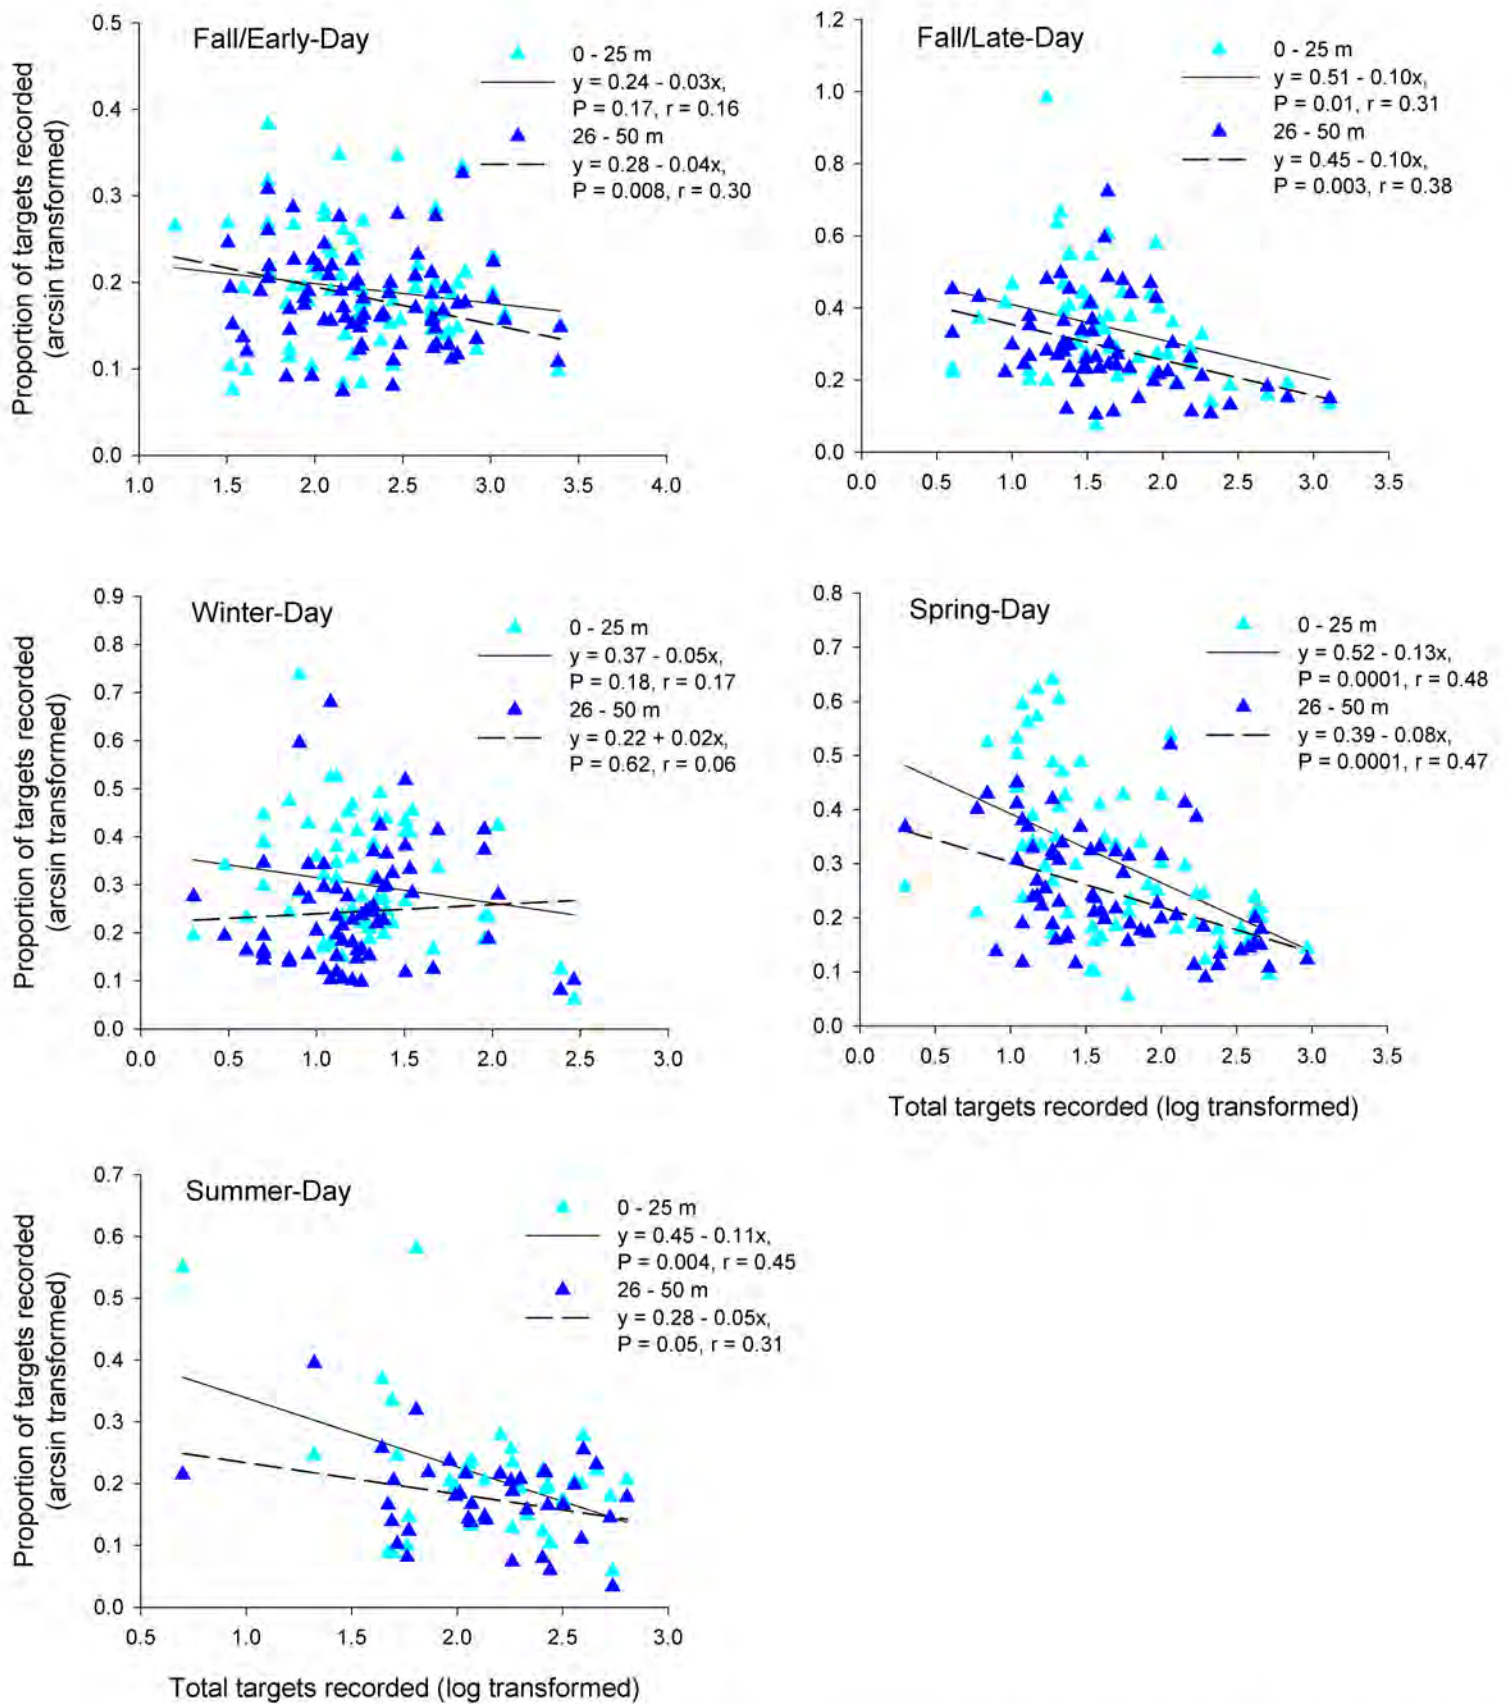 Fall/Early-Day
0 - 25 m
y = 0.24 - 0.03x,
P = 0.17, r = 0.16
26 - 50 m
y = 0.28 - 0.04x,
P = 0.008, r = 0.30
Proportion of targets recorded
(arcsin transformed)
0.5
0.4
0.3
0.2
0.1
0.0
1.0 1.5 2.0 2.5 3.0 3.5 4.0
Fall/Late-Day
0 - 25 m
y = 0.51 - 0.10x,
P = 0.01, r = 0.31
26 - 50 m
y = 0.45 - 0.10x,
P = 0.003, r = 0.38
1.2
1.0
0.8
0.6
0.4
0.2
0.0
0.0 0.5 1.0 1.5 2.0 2.5 3.0 3.5
Winter-Day
0 - 25 m
y = 0.37 - 0.05x,
P = 0.18, r = 0.17
26 - 50 m
y = 0.22 + 0.02x,
P = 0.62, r = 0.06
Proportion of targets recorded
(arcsin transformed)
0.9
0.8
0.7
0.6
0.5
0.4
0.3
0.2
0.1
0.0
0.0 0.5 1.0 1.5 2.0 2.5 3.0
Spring-Day
0 - 25 m
y = 0.52 - 0.13x,
P = 0.0001, r = 0.48
26 - 50 m
y = 0.39 - 0.08x,
P = 0.0001, r = 0.47
0.8
0.7
0.6
0.5
0.4
0.3
0.2
0.1
0.0
0.0 0.5 1.0 1.5 2.0 2.5 3.0 3.5
Total targets recorded (log transformed)
Summer-Day
0 - 25 m
y = 0.45 - 0.11x,
P = 0.004, r = 0.45
26 - 50 m
y = 0.28 - 0.05x,
P = 0.05, r = 0.31
Proportion of targets recorded
(arcsin transformed)
0.7
0.6
0.5
0.4
0.3
0.2
0.1
0.0
0.5 1.0 1.5 2.0 2.5 3.0
Total targets recorded (log transformed)